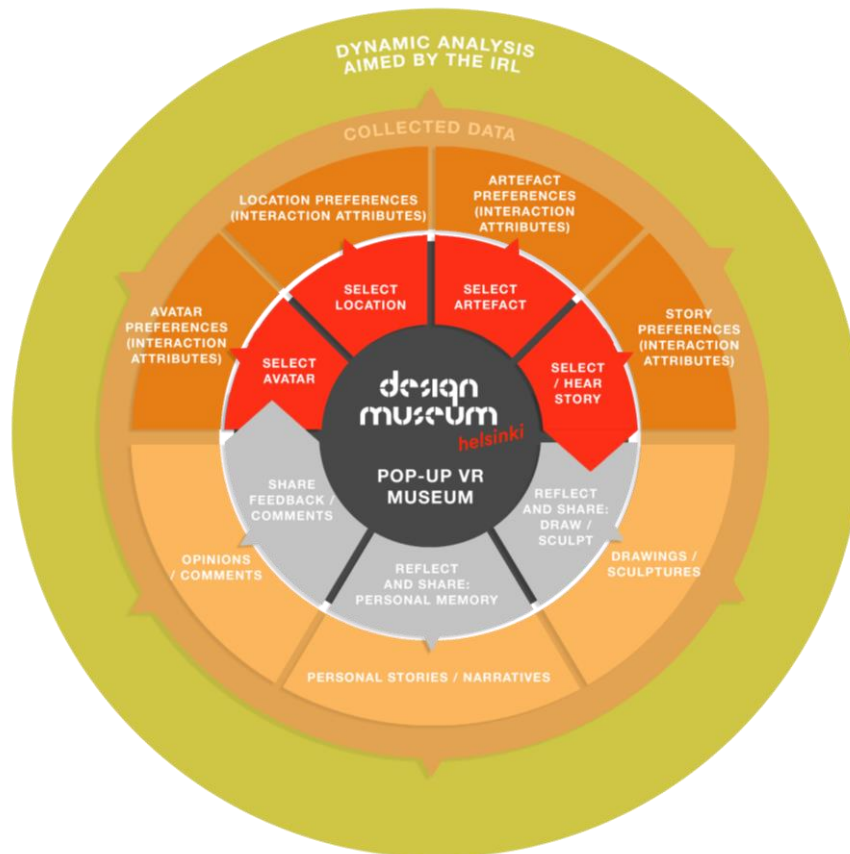 DYNAMIC ANALYSIS
AIMED BY THE IRL
COLLECTED DATA
LOCATION PREFERENCES
(INTERACTION ATTRIBUTES)
ARTEFACT
PREFERENCES
(INTERACTION
ATTRIBUTES)
AVATAR
PREFERENCES
(INTERACTION
ATTRIBUTES)
STORY
PREFERENCES
(INTERACTION
ATTRIBUTES)
SELECT
LOCATION
SELECT
ARTEFACT
SELECT
AVATAR
SELECT
/ HEAR
STORY
design
museum
helsinki
POP-UP VR
MUSEUM
SHARE
FEEDBACK /
COMMENTS
REFLECT
AND SHARE:
DRAW /
SCULPT
REFLECT
AND SHARE:
PERSONAL MEMORY
OPINIONS
/ COMMENTS
DRAWINGS /
SCULPTURES
PERSONAL STORIES / NARRATIVES